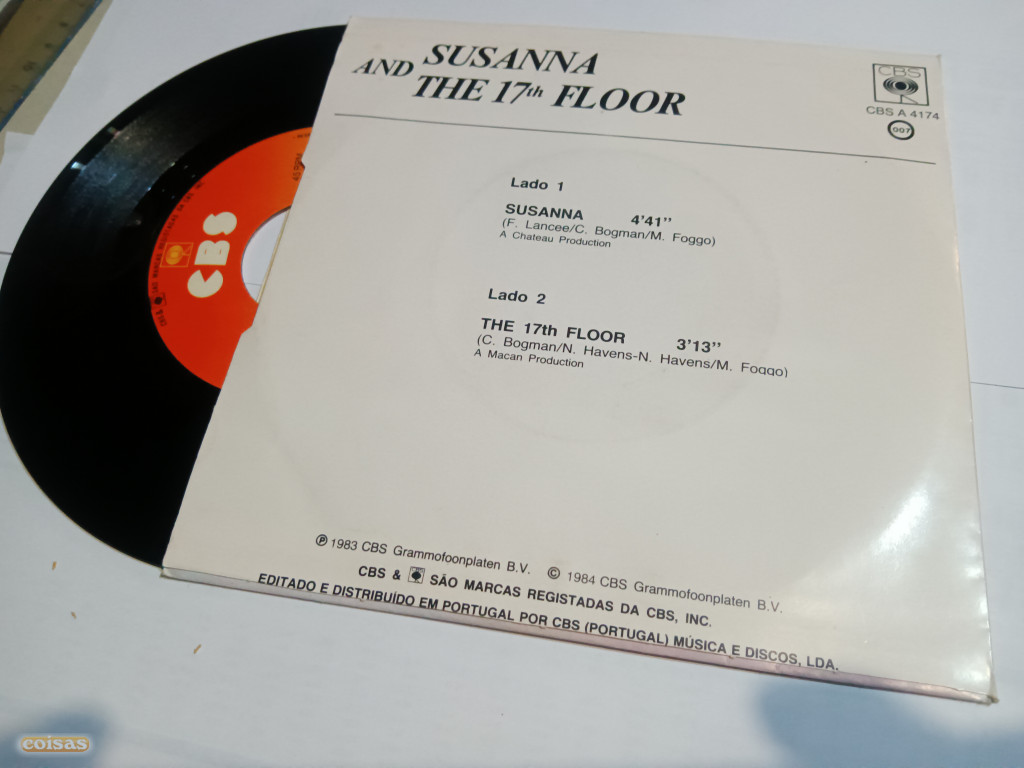 SUSANNA
AND THE 17th FLOOR
CBS
CBS A 4174
007
Lado 1
SUSANNA 4'41''
(F. Lancee/C. Bogman/M. Foggo)
A Chateau Production
Lado 2
THE 17th FLOOR 3'13''
(C. Bogman/N. Havens-N. Havens/M. Foggo)
A Macan Production
℗ 1983 CBS Grammofoonplaten B.V. © 1984 CBS Grammofoonplaten B.V.
CBS & SÃO MARCAS REGISTADAS DA CBS, INC.
EDITADO E DISTRIBUÍDO EM PORTUGAL POR CBS (PORTUGAL) MÚSICA E DISCOS, LDA.
CBS
coisas